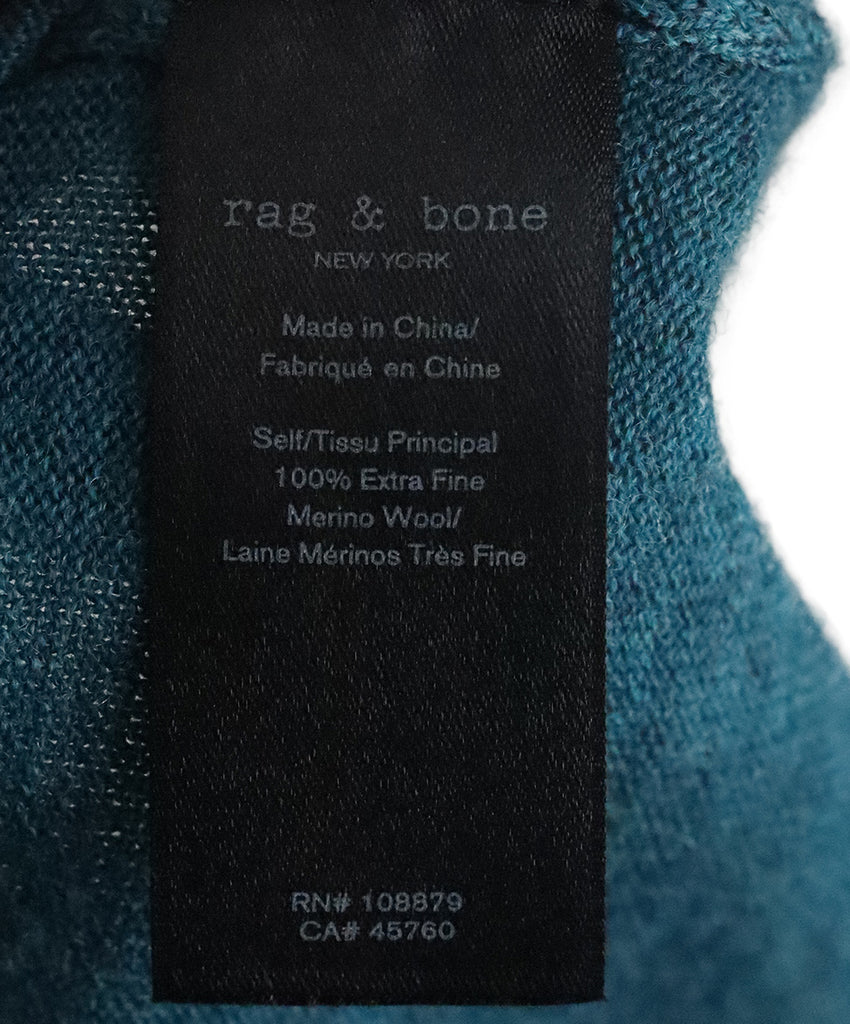 rag & bone
NEW YORK
Made in China/
Fabriqué en Chine
Self/Tissu Principal
100% Extra Fine
Merino Wool/
Laine Mérinos Très Fine
RN# 108879
CA# 45760